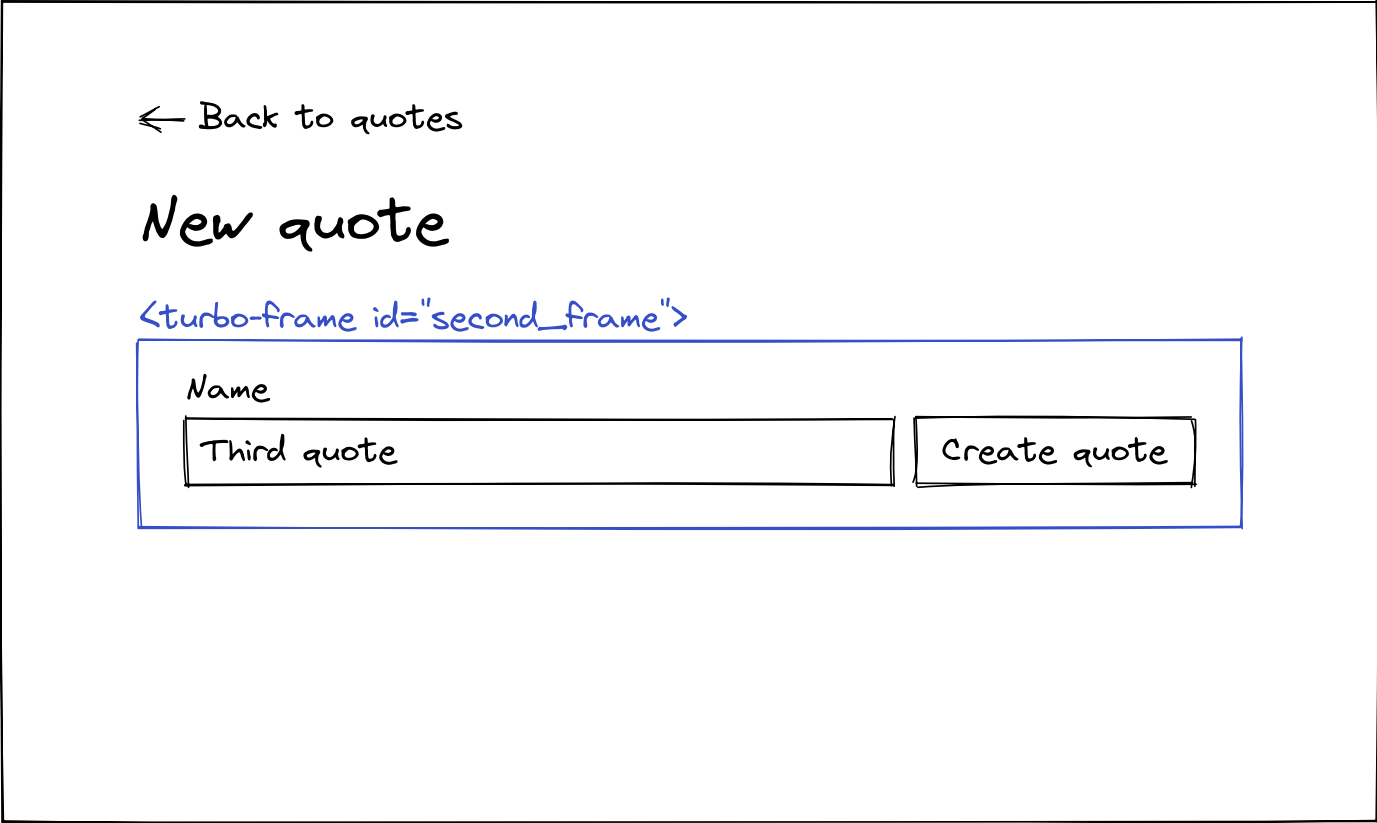 ← Back to quotes
New quote
<turbo-frame id="second_frame">
Name
Third quote
Create quote